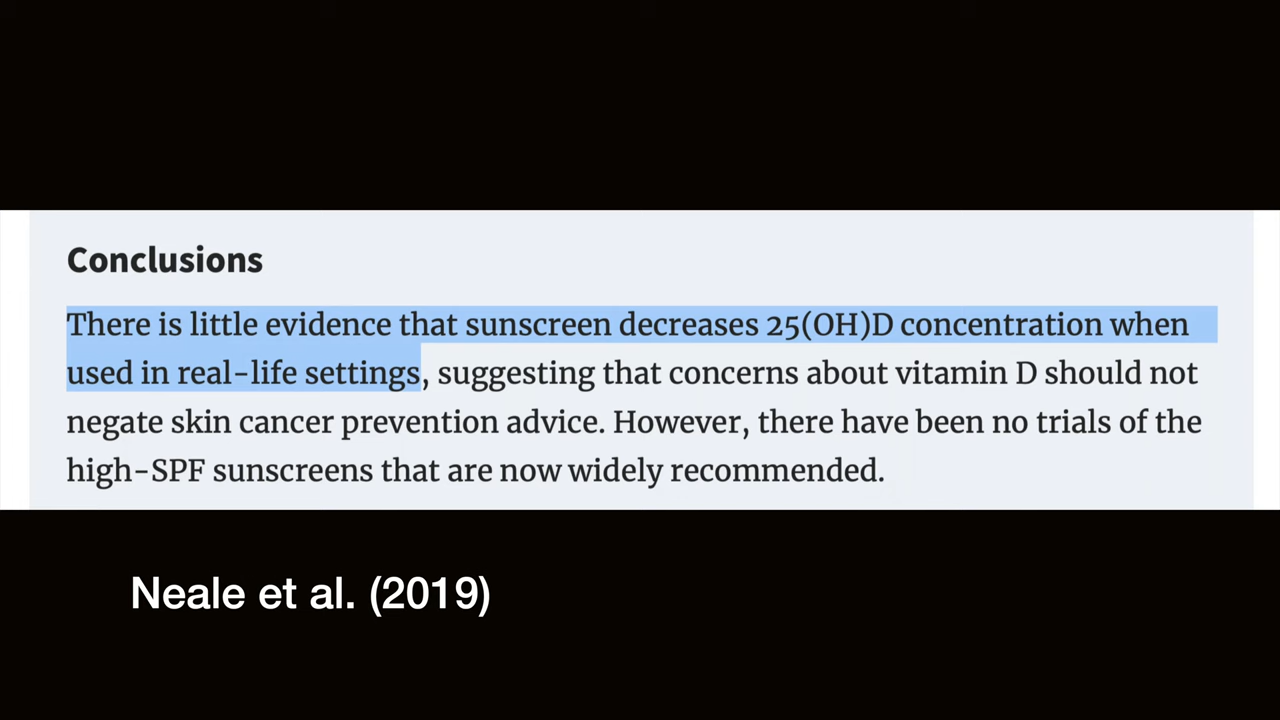 Conclusions
There is little evidence that sunscreen decreases 25(OH)D concentration when
used in real-life settings, suggesting that concerns about vitamin D should not
negate skin cancer prevention advice. However, there have been no trials of the
high-SPF sunscreens that are now widely recommended.
Neale et al. (2019)